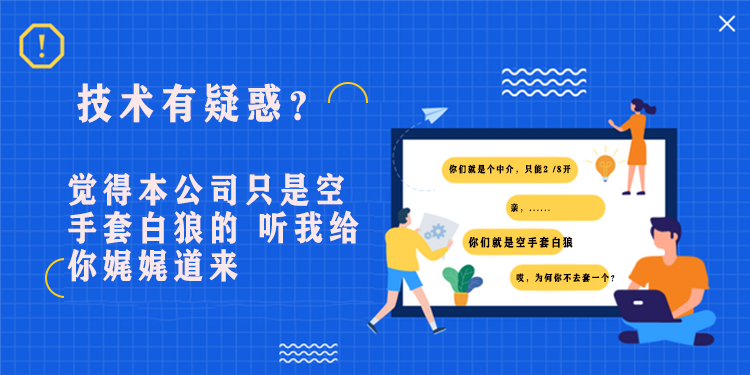 技术有疑惑？
觉得本公司只是空
手套白狼的 听我给
你娓娓道来
你们就是个中介，只能2 /8开
亲，......
你们就是空手套白狼
哎，为何你不去套一个？